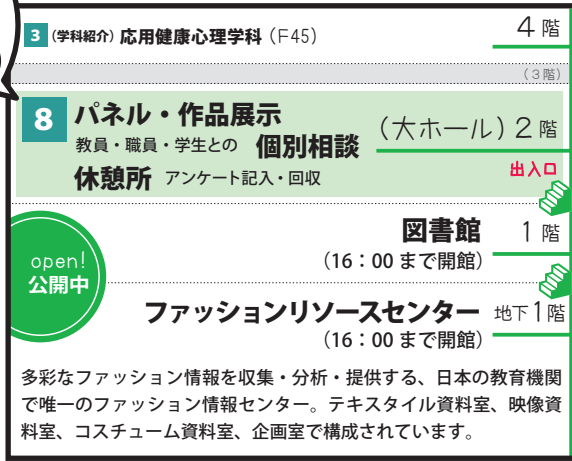 3 (学科紹介) 応用健康心理学科 (F45) 4階
(3階)
8 パネル・作品展示
教員・職員・学生との 個別相談 (大ホール) 2階
休憩所 アンケート記入・回収 出入口
図書館 1階
(16：00 まで開館)
open!
公開中
ファッションリソースセンター 地下1階
(16：00 まで開館)
多彩なファッション情報を収集・分析・提供する、日本の教育機関
で唯一のファッション情報センター。テキスタイル資料室、映像資
料室、コスチューム資料室、企画室で構成されています。